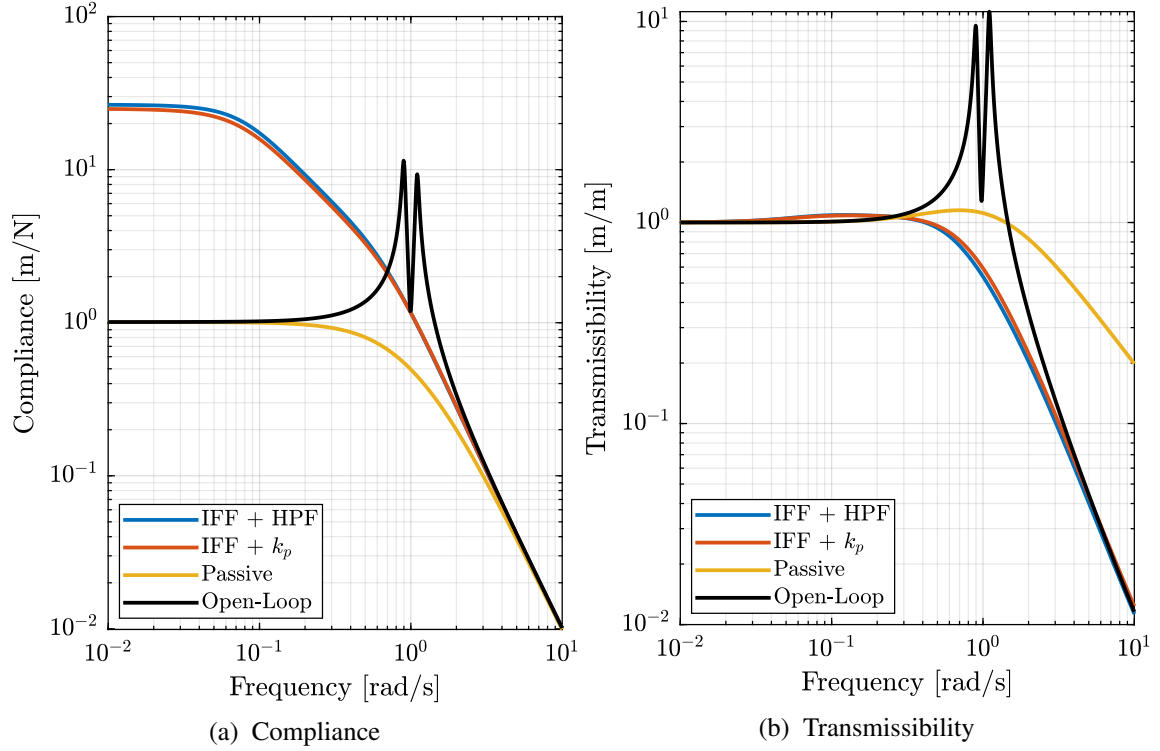 10^2
10^1
10^0
10^-1
10^-2
Compliance [m/N]
IFF + HPF
IFF + k_p
Passive
Open-Loop
10^-2
10^-1
10^0
10^1
Frequency [rad/s]
(a) Compliance
10^1
10^0
10^-1
10^-2
Transmissibility [m/m]
IFF + HPF
IFF + k_p
Passive
Open-Loop
10^-2
10^-1
10^0
10^1
Frequency [rad/s]
(b) Transmissibility